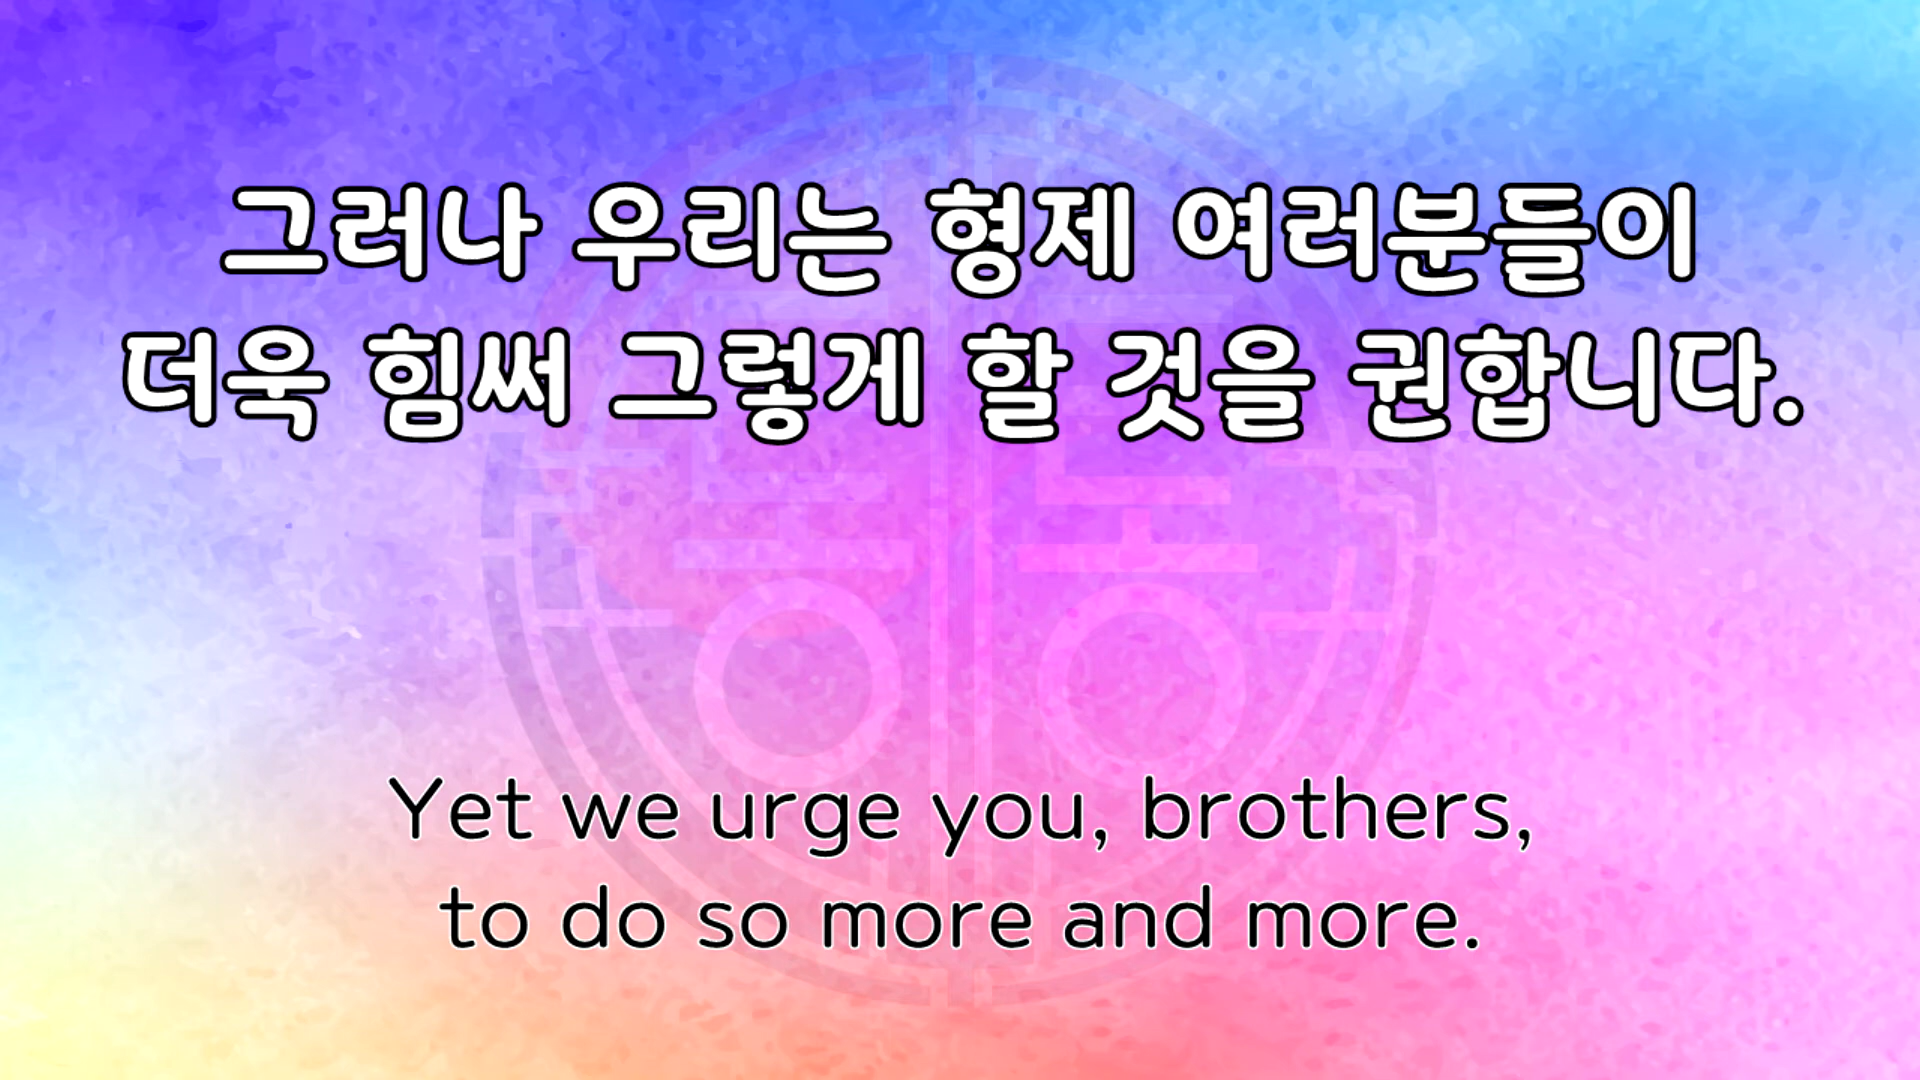 그러나 우리는 형제 여러분들이
더욱 힘써 그렇게 할 것을 권합니다.
Yet we urge you, brothers,
to do so more and more.